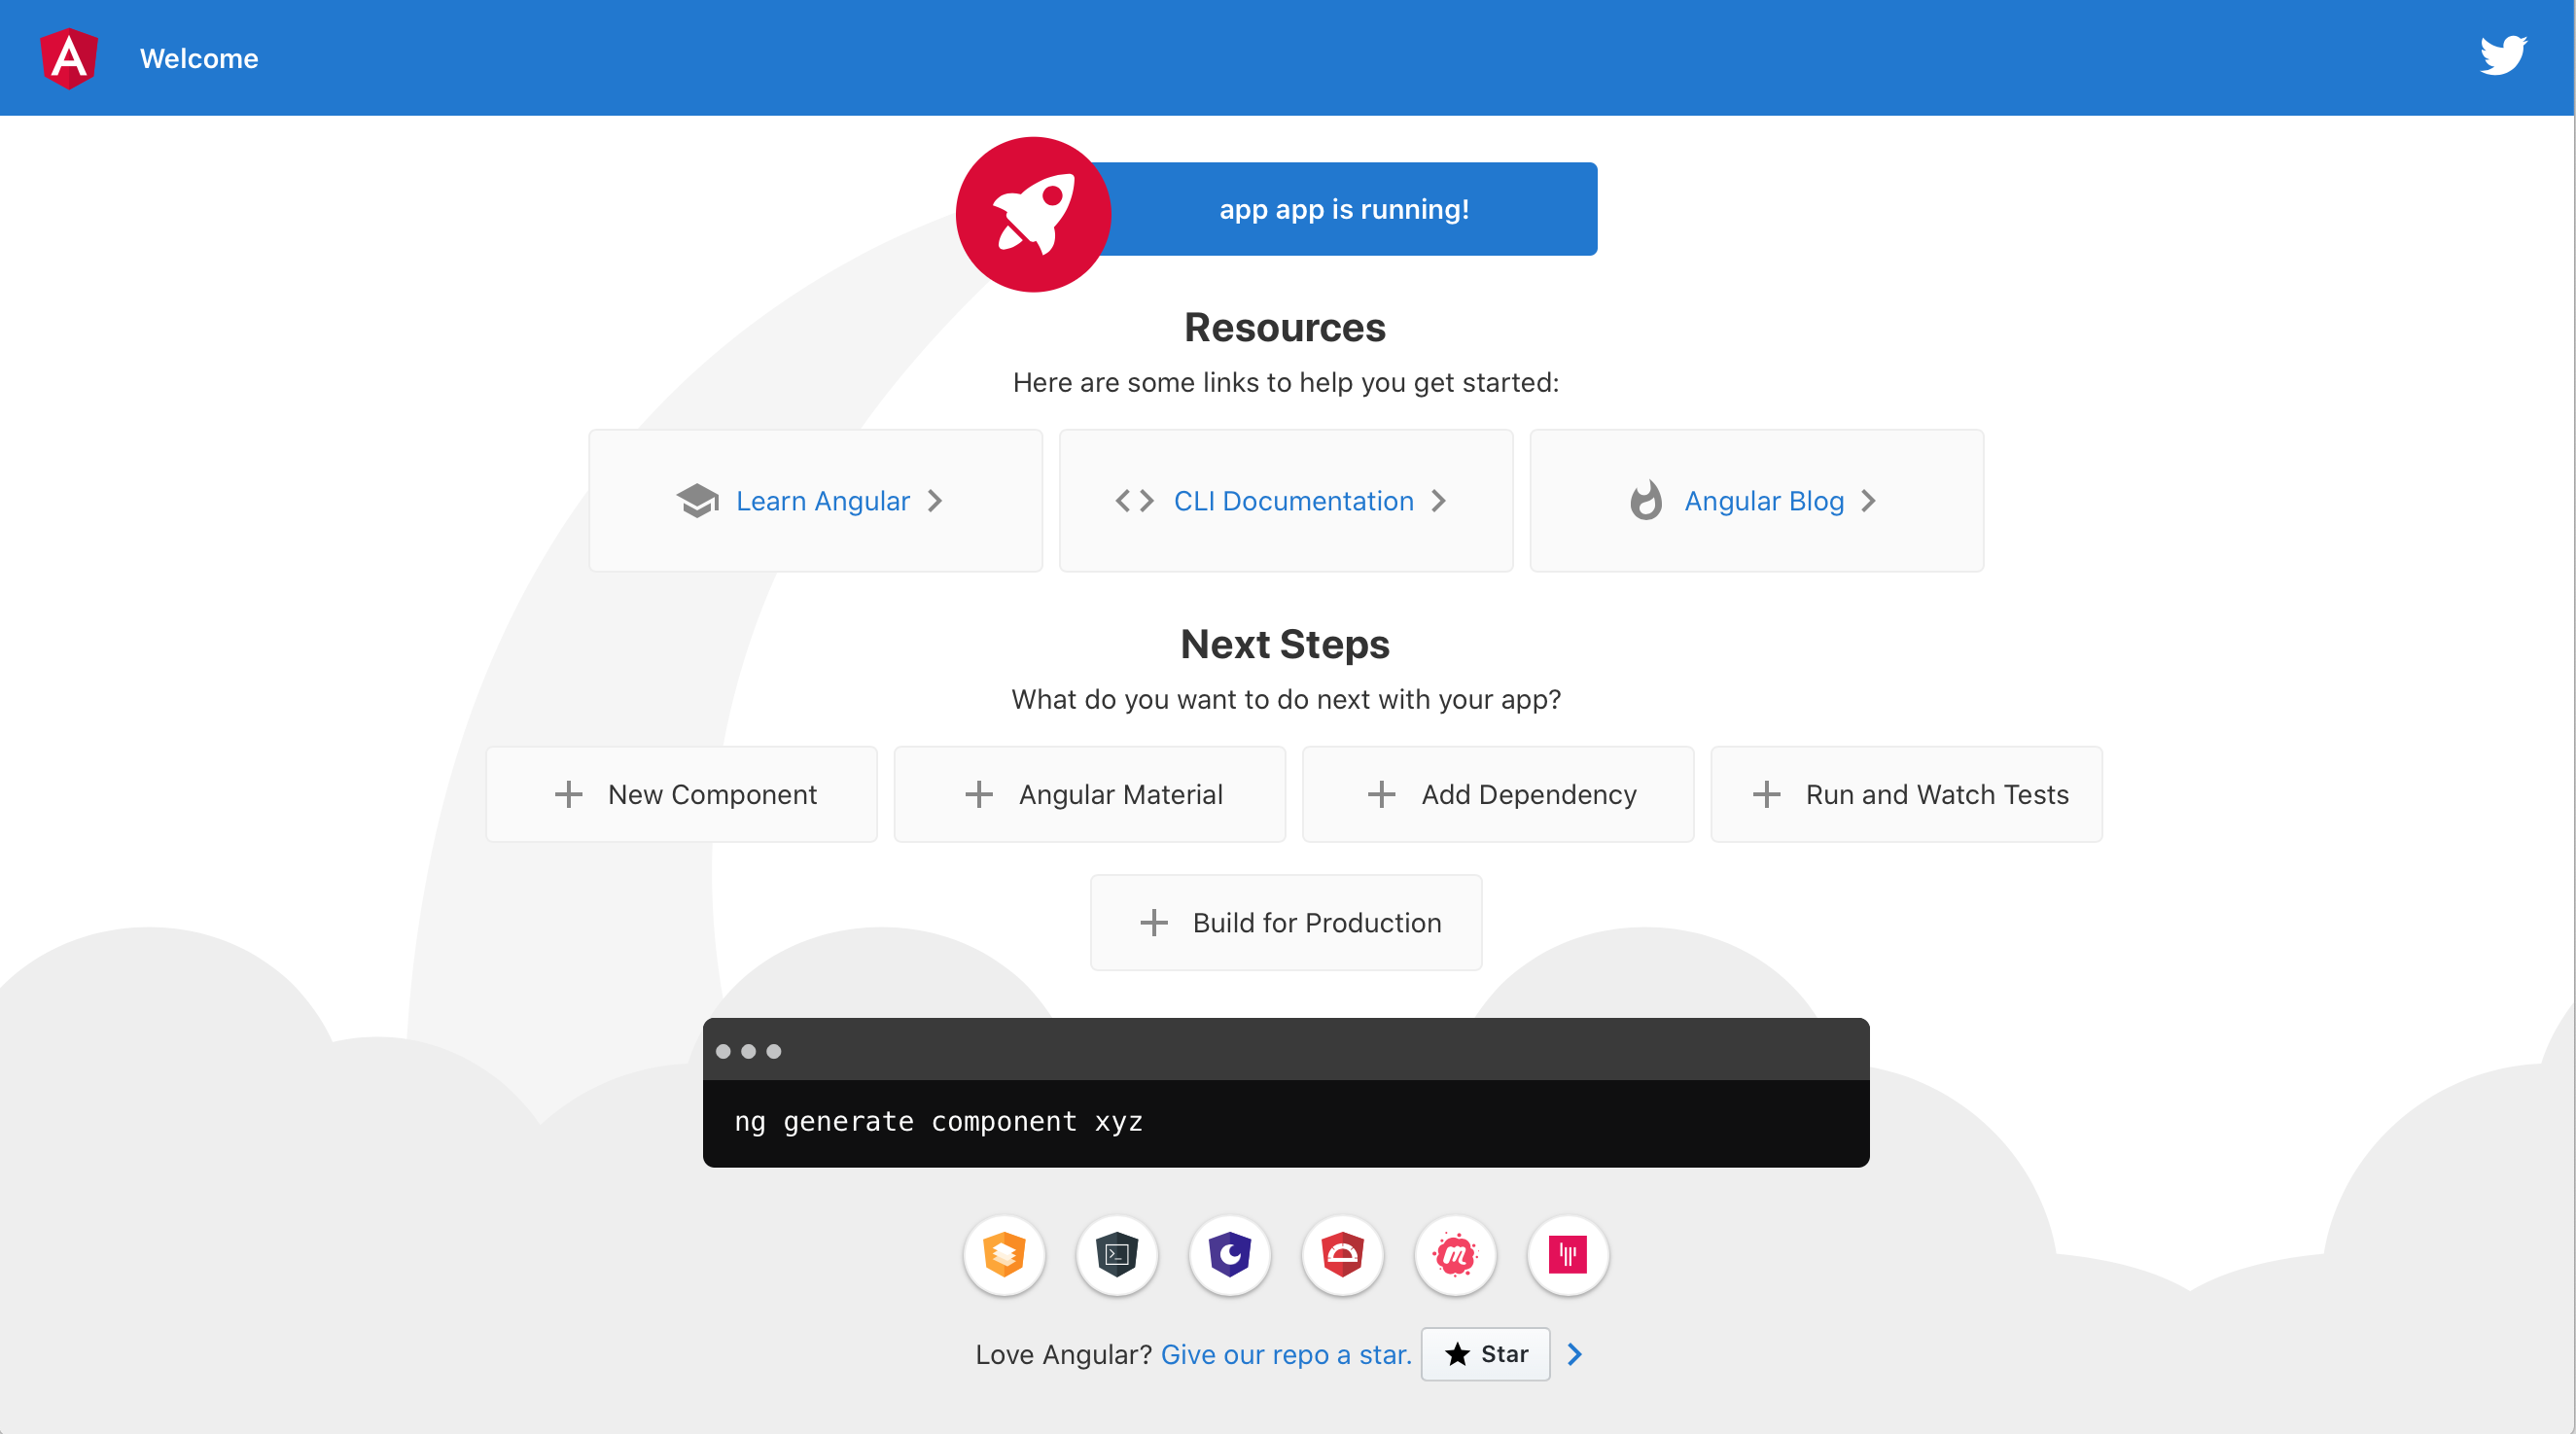 Welcome
app app is running!
Resources
Here are some links to help you get started:
Learn Angular
CLI Documentation
Angular Blog
Next Steps
What do you want to do next with your app?
New Component
Angular Material
Add Dependency
Run and Watch Tests
Build for Production
ng generate component xyz
Love Angular? Give our repo a star. Star